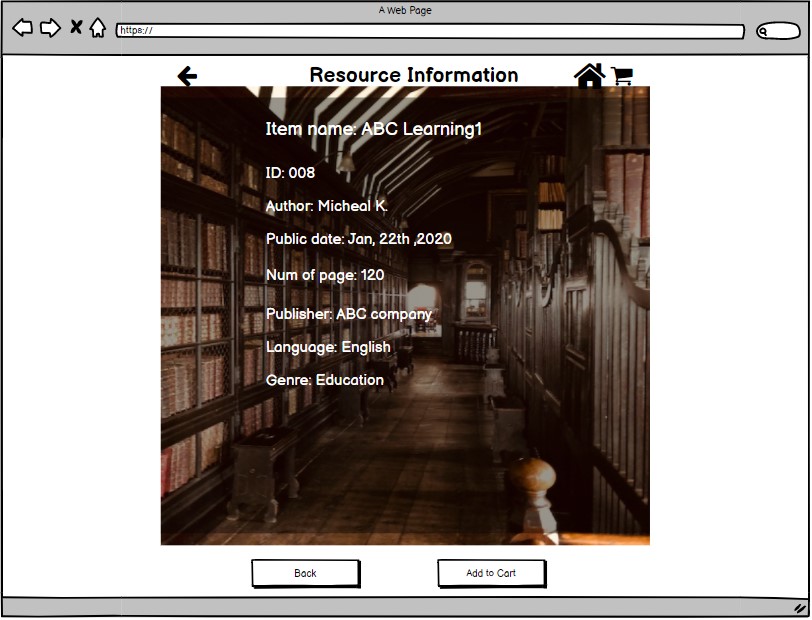 A Web Page
https://
Resource Information
Item name: ABC Learning1
ID: 008
Author: Micheal K.
Public date: Jan, 22th ,2020
Num of page: 120
Publisher: ABC company
Language: English
Genre: Education
Back
Add to Cart